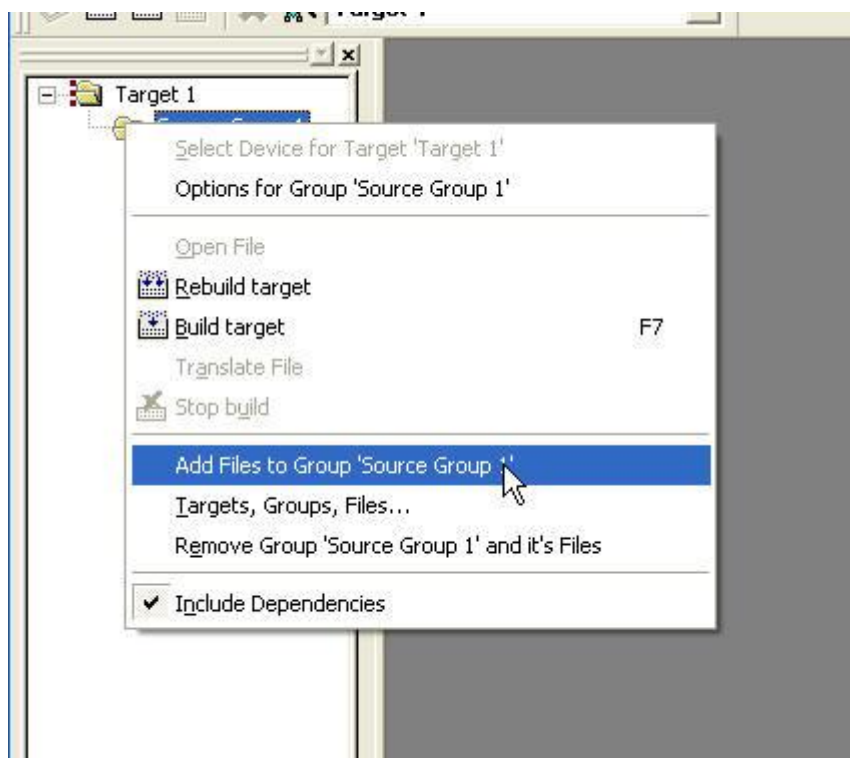 Target 1
Select Device for Target 'Target 1'
Options for Group 'Source Group 1'
Open File
Rebuild target
Build target F7
Translate File
Stop build
Add Files to Group 'Source Group 1'
Targets, Groups, Files...
Remove Group 'Source Group 1' and it's Files
Include Dependencies